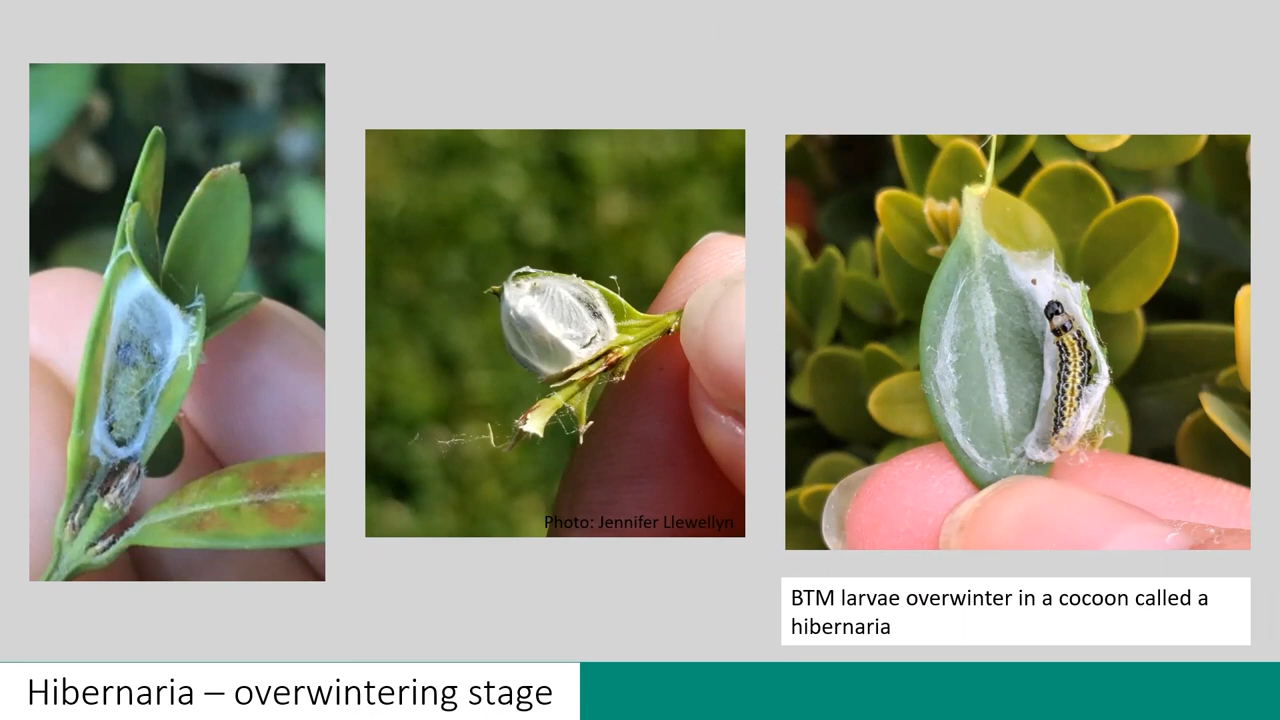 Photo: Jennifer Llewellyn
BTM larvae overwinter in a cocoon called a
hibernaria
Hibernaria – overwintering stage